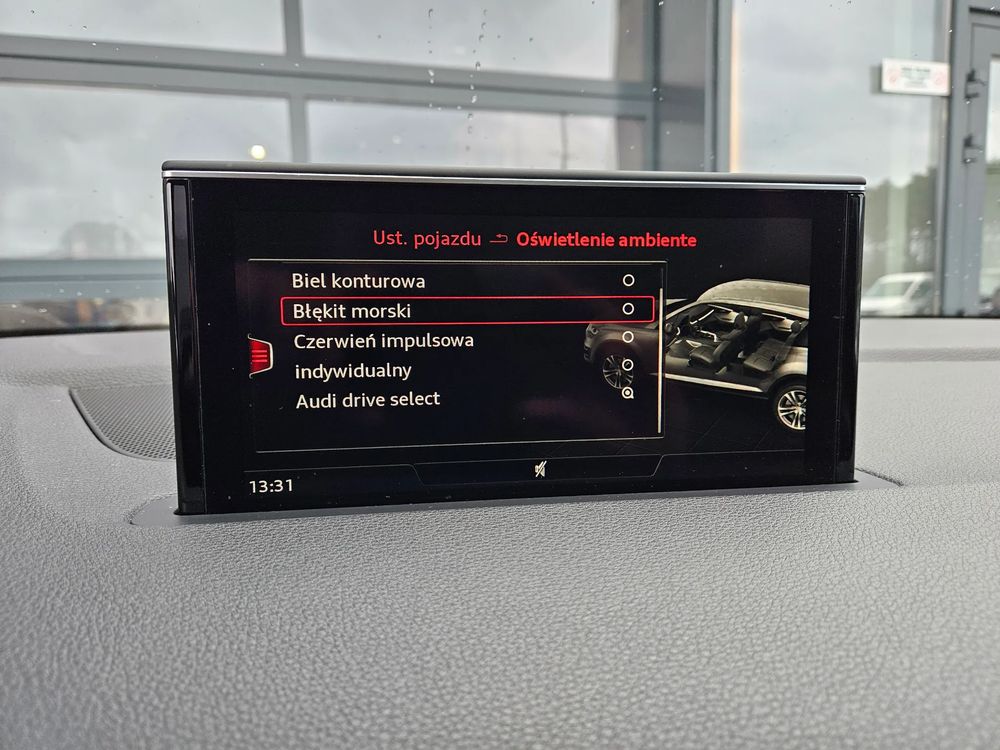 Ust. pojazdu Oświetlenie ambiente
Biel konturowa
Błękit morski
Czerwień impulsowa
indywidualny
Audi drive select
13:31